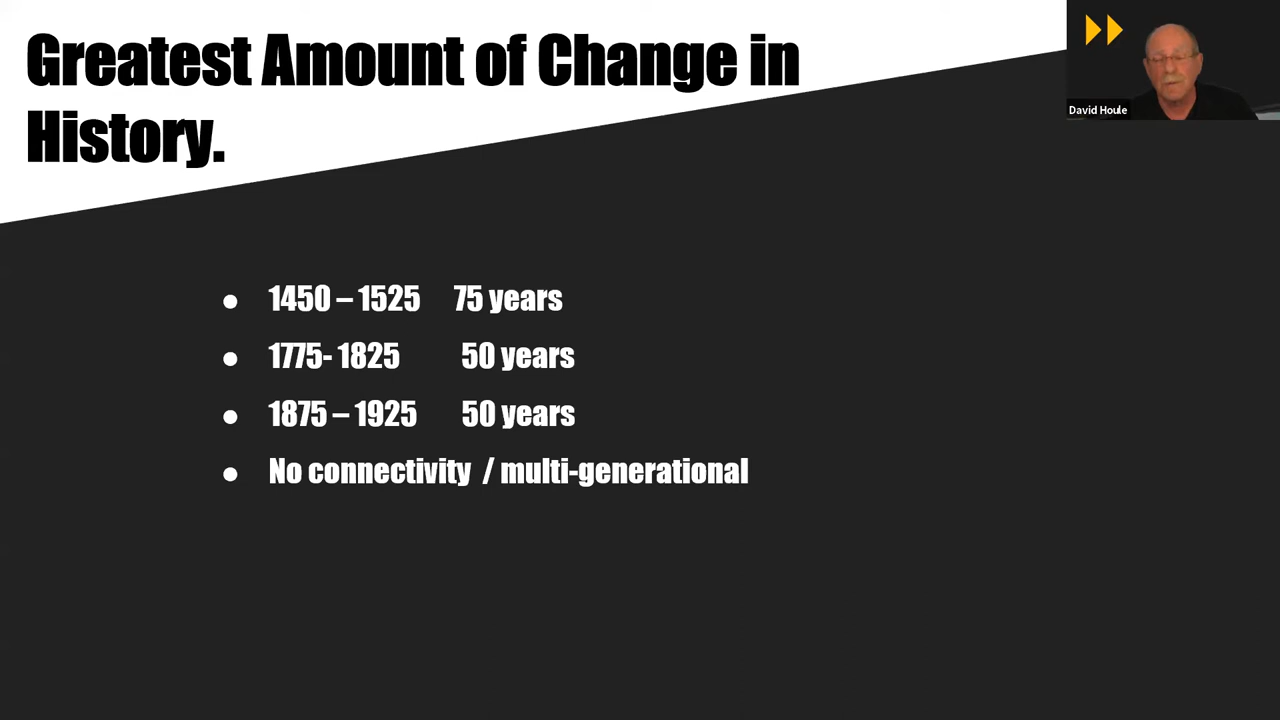 Greatest Amount of Change in
History.
David Houle
● 1450 – 1525 75 years
● 1775- 1825 50 years
● 1875 – 1925 50 years
● No connectivity / multi-generational